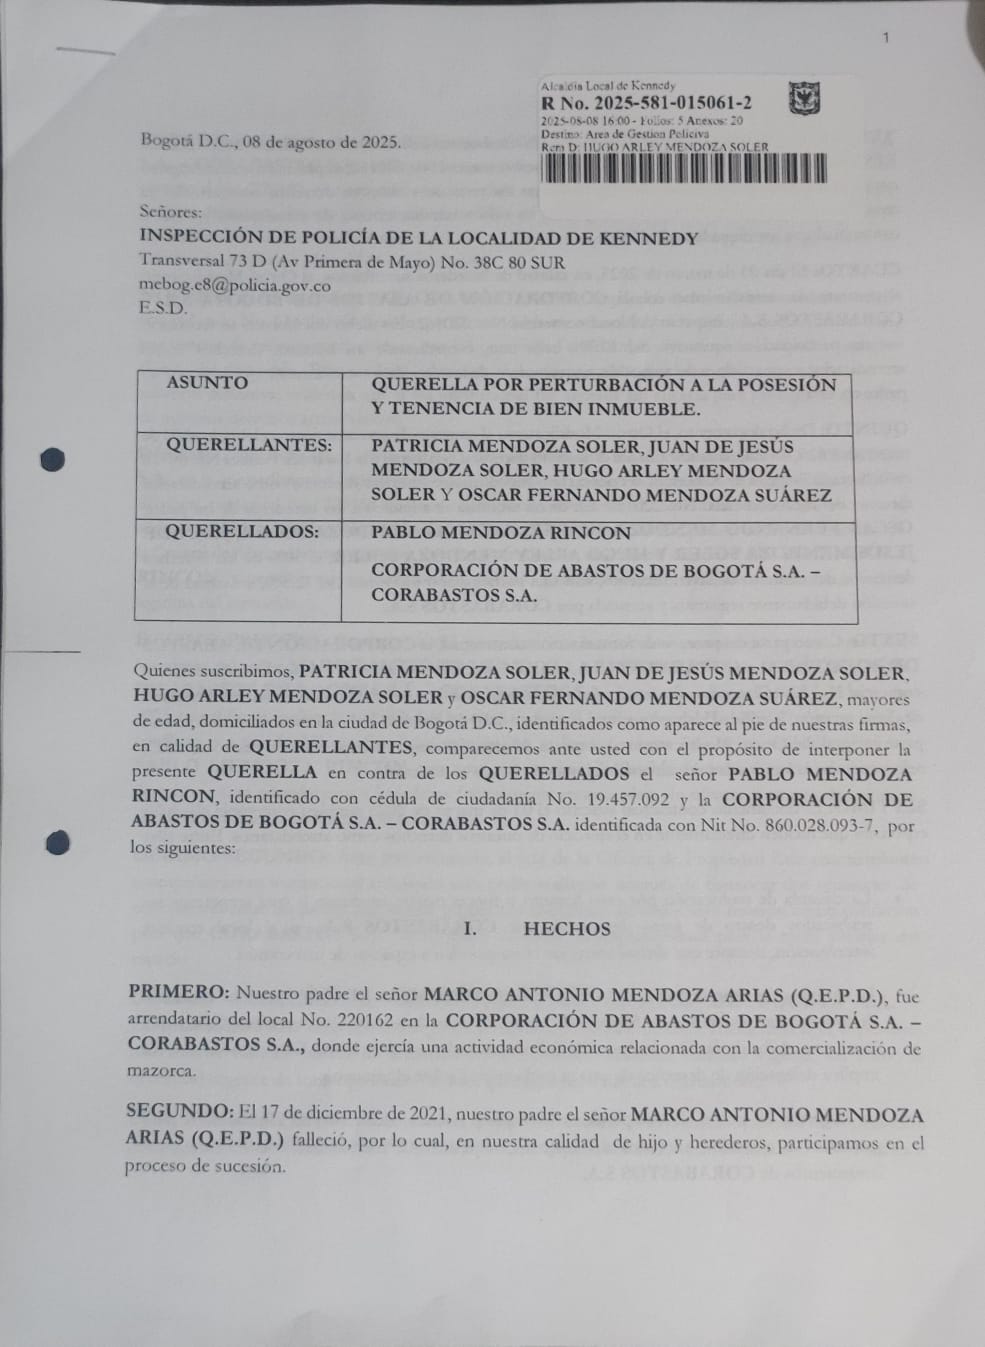 1
Alcaldía Local de Kennedy
R No. 2025-581-015061-2
2025-08-08 16:00 - Folios: 5 Anexos: 20
Destino: Area de Gestion Policiva
Rem D: HUGO ARLEY MENDOZA SOLER
Bogotá D.C., 08 de agosto de 2025.
Señores:
INSPECCIÓN DE POLICÍA DE LA LOCALIDAD DE KENNEDY
Transversal 73 D (Av Primera de Mayo) No. 38C 80 SUR
mebog.e8@policia.gov.co
E.S.D.
ASUNTO QUERELLA POR PERTURBACIÓN A LA POSESIÓN
Y TENENCIA DE BIEN INMUEBLE.
QUERELLANTES: PATRICIA MENDOZA SOLER, JUAN DE JESÚS
MENDOZA SOLER, HUGO ARLEY MENDOZA
SOLER Y OSCAR FERNANDO MENDOZA SUÁREZ
QUERELLADOS: PABLO MENDOZA RINCON
CORPORACIÓN DE ABASTOS DE BOGOTÁ S.A. –
CORABASTOS S.A.
Quienes suscribimos, PATRICIA MENDOZA SOLER, JUAN DE JESÚS MENDOZA SOLER,
HUGO ARLEY MENDOZA SOLER y OSCAR FERNANDO MENDOZA SUÁREZ, mayores
de edad, domiciliados en la ciudad de Bogotá D.C., identificados como aparece al pie de nuestras firmas,
en calidad de QUERELLANTES, comparecemos ante usted con el propósito de interponer la
presente QUERELLA en contra de los QUERELLADOS el señor PABLO MENDOZA
RINCON, identificado con cédula de ciudadanía No. 19.457.092 y la CORPORACIÓN DE
ABASTOS DE BOGOTÁ S.A. – CORABASTOS S.A. identificada con Nit No. 860.028.093-7, por
los siguientes:
I. HECHOS
PRIMERO: Nuestro padre el señor MARCO ANTONIO MENDOZA ARIAS (Q.E.P.D.), fue
arrendatario del local No. 220162 en la CORPORACIÓN DE ABASTOS DE BOGOTÁ S.A. –
CORABASTOS S.A., donde ejercía una actividad económica relacionada con la comercialización de
mazorca.
SEGUNDO: El 17 de diciembre de 2021, nuestro padre el señor MARCO ANTONIO MENDOZA
ARIAS (Q.E.P.D.) falleció, por lo cual, en nuestra calidad de hijo y herederos, participamos en el
proceso de sucesión.